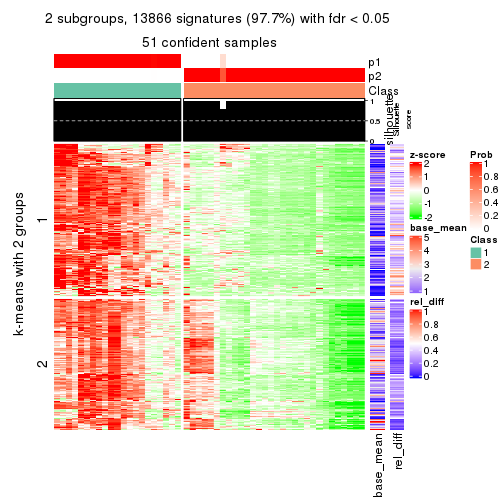 2 subgroups, 13866 signatures (97.7%) with fdr < 0.05
51 confident samples
p1
p2
Class
1
0.5
0
silhouette
Silhouette
score
k-means with 2 groups
1
2
z-score
2
1
0
-1
-2
base_mean
5
4
3
2
1
rel_diff
1
0.8
0.6
0.4
0.2
0
Prob
1
0.8
0.6
0.4
0.2
0
Class
1
2
base_mean
rel_diff